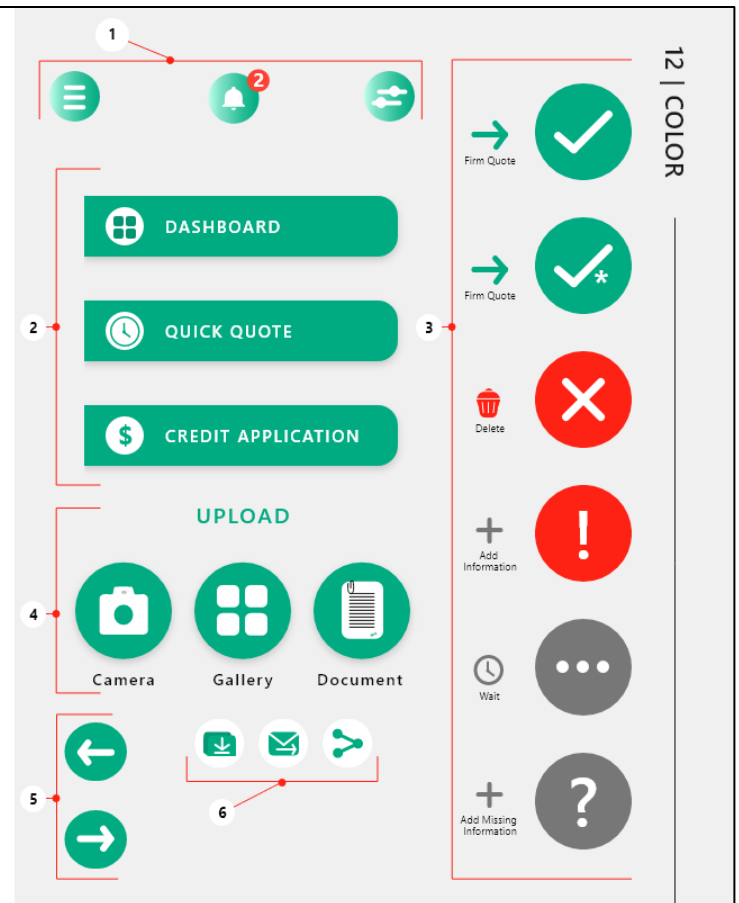 1
2
12 | COLOR
Firm Quote
2
DASHBOARD
QUICK QUOTE
CREDIT APPLICATION
3
Firm Quote
Delete
Add
Information
Wait
Add Missing
Information
4
UPLOAD
Camera
Gallery
Document
5
6